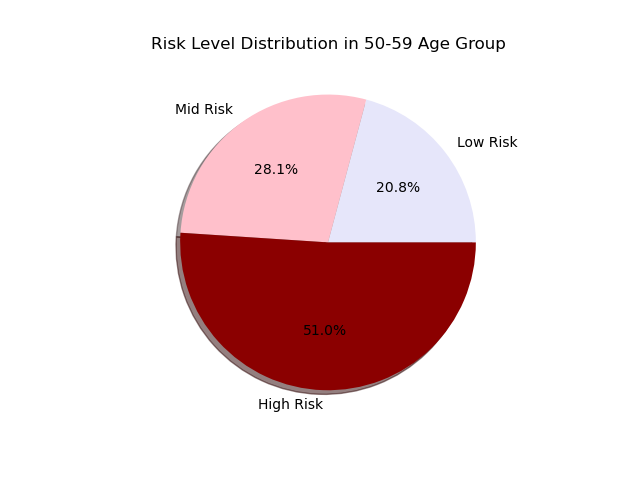 Risk Level Distribution in 50-59 Age Group
Mid Risk
Low Risk
28.1%
20.8%
51.0%
High Risk